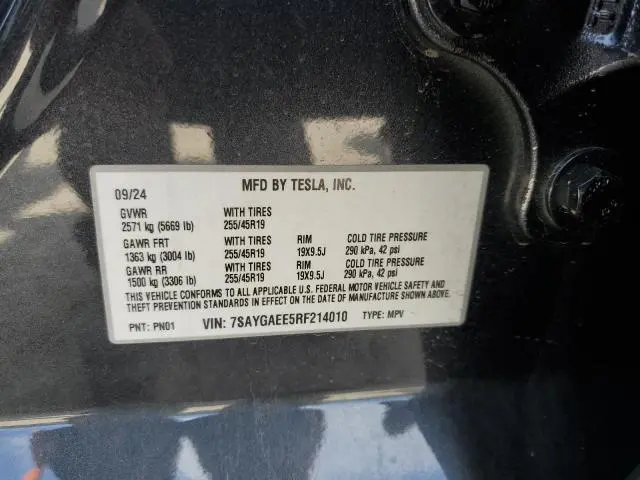 09/24 MFD BY TESLA, INC.
GVWR WITH TIRES
2571 kg (5669 lb) 255/45R19
GAWR FRT WITH TIRES RIM COLD TIRE PRESSURE
1363 kg (3004 lb) 255/45R19 19X9.5J 290 kPa, 42 psi
GAWR RR WITH TIRES RIM COLD TIRE PRESSURE
1500 kg (3306 lb) 255/45R19 19X9.5J 290 kPa, 42 psi
THIS VEHICLE CONFORMS TO ALL APPLICABLE U.S. FEDERAL MOTOR VEHICLE SAFETY AND
THEFT PREVENTION STANDARDS IN EFFECT ON THE DATE OF MANUFACTURE SHOWN ABOVE.
PNT: PN01 VIN: 7SAYGAEE5RF214010 TYPE: MPV